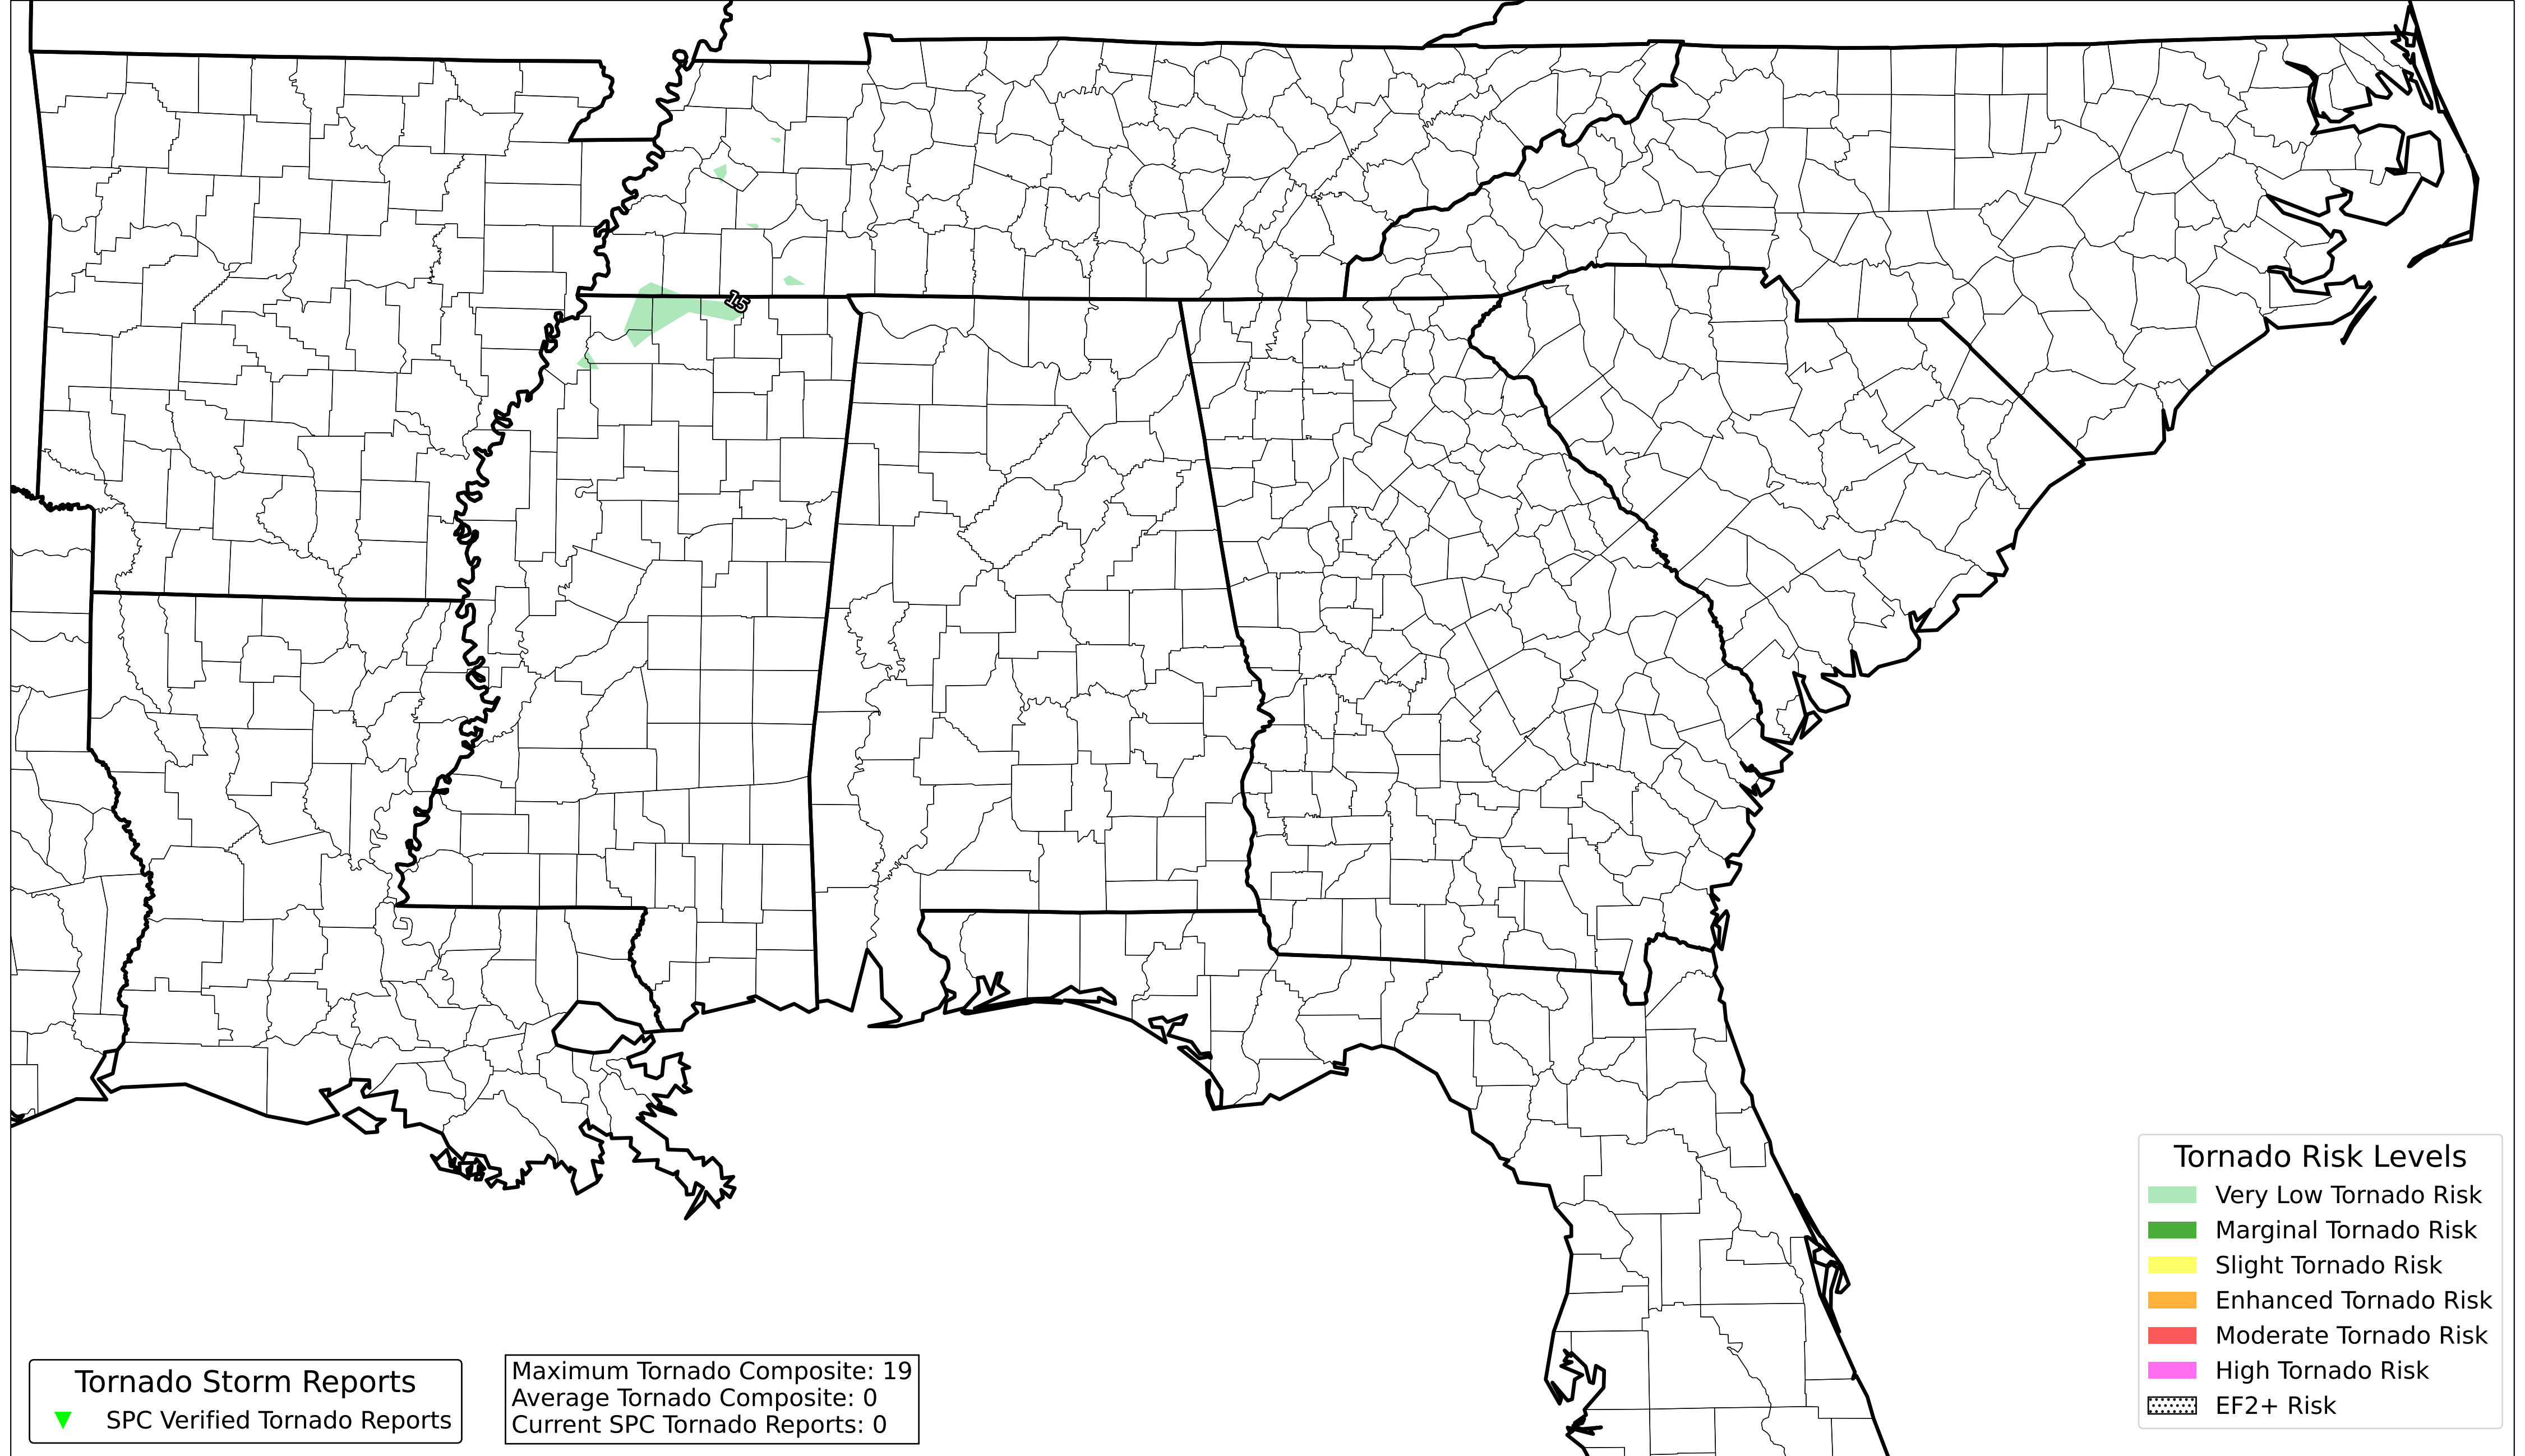 15
Tornado Risk Levels
Very Low Tornado Risk
Marginal Tornado Risk
Slight Tornado Risk
Enhanced Tornado Risk
Moderate Tornado Risk
High Tornado Risk
EF2+ Risk
Tornado Storm Reports
SPC Verified Tornado Reports
Maximum Tornado Composite: 19
Average Tornado Composite: 0
Current SPC Tornado Reports: 0